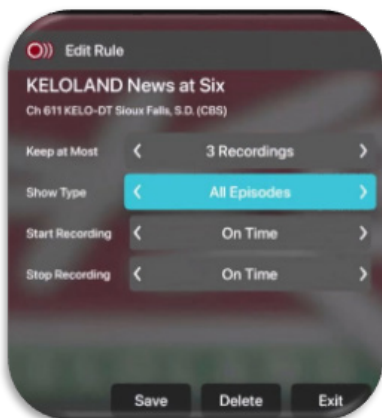 Edit Rule
KELOLAND News at Six
Ch 611 KELO-DT Sioux Falls, S.D. (CBS)
Keep at Most 3 Recordings
Show Type All Episodes
Start Recording On Time
Stop Recording On Time
Save Delete Exit